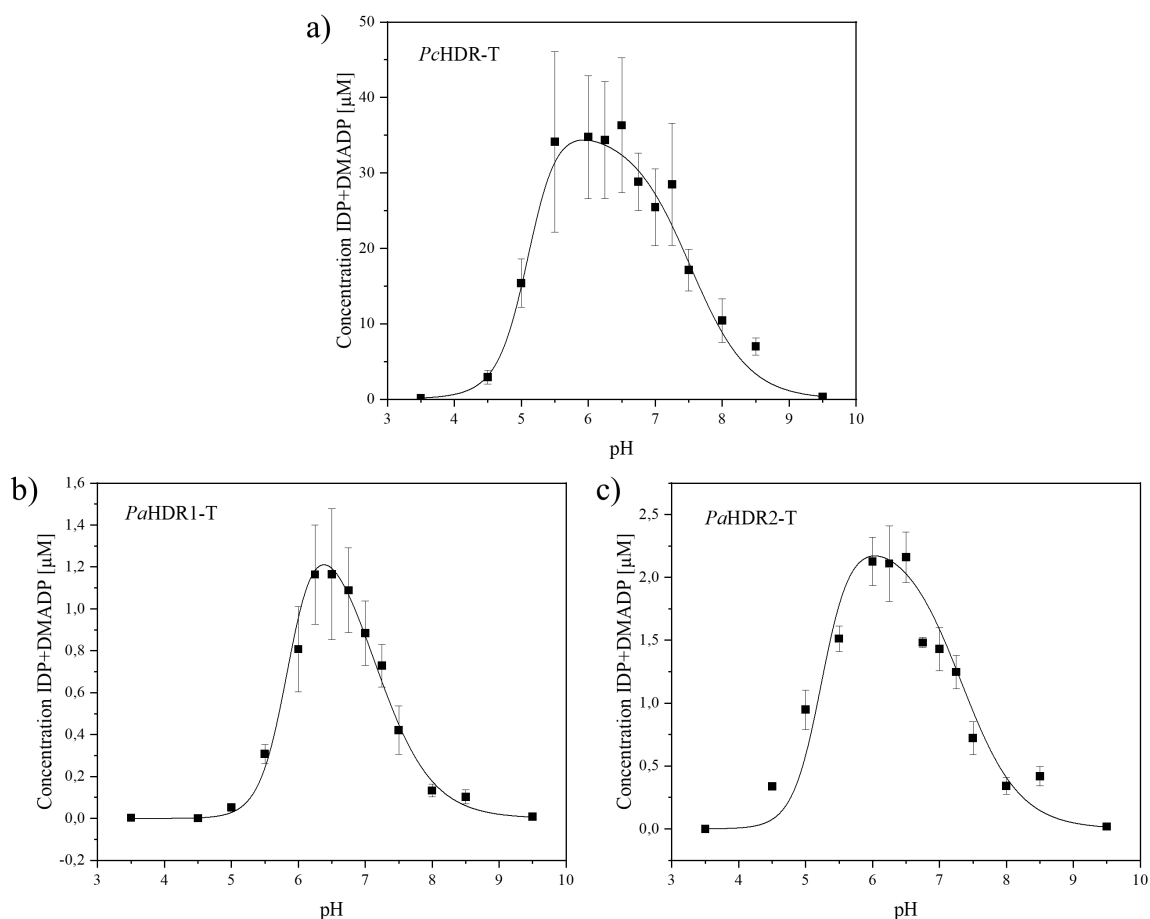 a)
PcHDR-T
Concentration IDP+DMADP [µM]
50
40
30
20
10
0
3 4 5 6 7 8 9 10
pH
b)
PaHDR1-T
Concentration IDP+DMADP [µM]
1,6
1,4
1,2
1,0
0,8
0,6
0,4
0,2
0,0
-0,2
3 4 5 6 7 8 9 10
pH
c)
PaHDR2-T
Concentration IDP+DMADP [µM]
2,5
2,0
1,5
1,0
0,5
0,0
3 4 5 6 7 8 9 10
pH